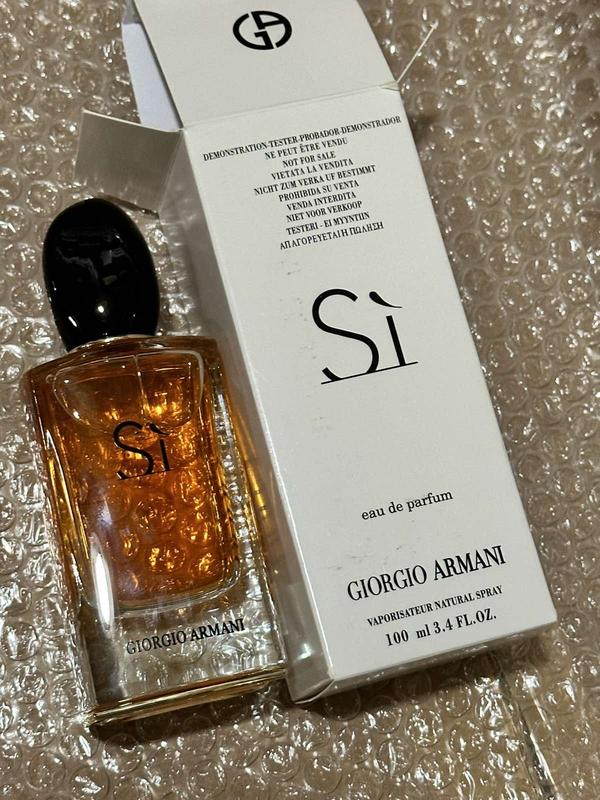 GA
DEMONSTRATION-TESTER-PROBADOR-DEMONSTRADOR
NE PEUT ÊTRE VENDU
NOT FOR SALE
VIETATA LA VENDITA
NICHT ZUM VERKA UF BESTIMMT
PROHIBIDA SU VENTA
VENDA INTERDITA
NIET VOOR VERKOOP
TESTERI - EI MYYNTIIN
ΑΠΑΓΟΡΕΥΕΤΑΙ Η ΠΩΛΗΣΗ
Sì
eau de parfum
GIORGIO ARMANI
VAPORISATEUR NATURAL SPRAY
100 ml 3.4 FL.OZ.
Sì
GIORGIO ARMANI